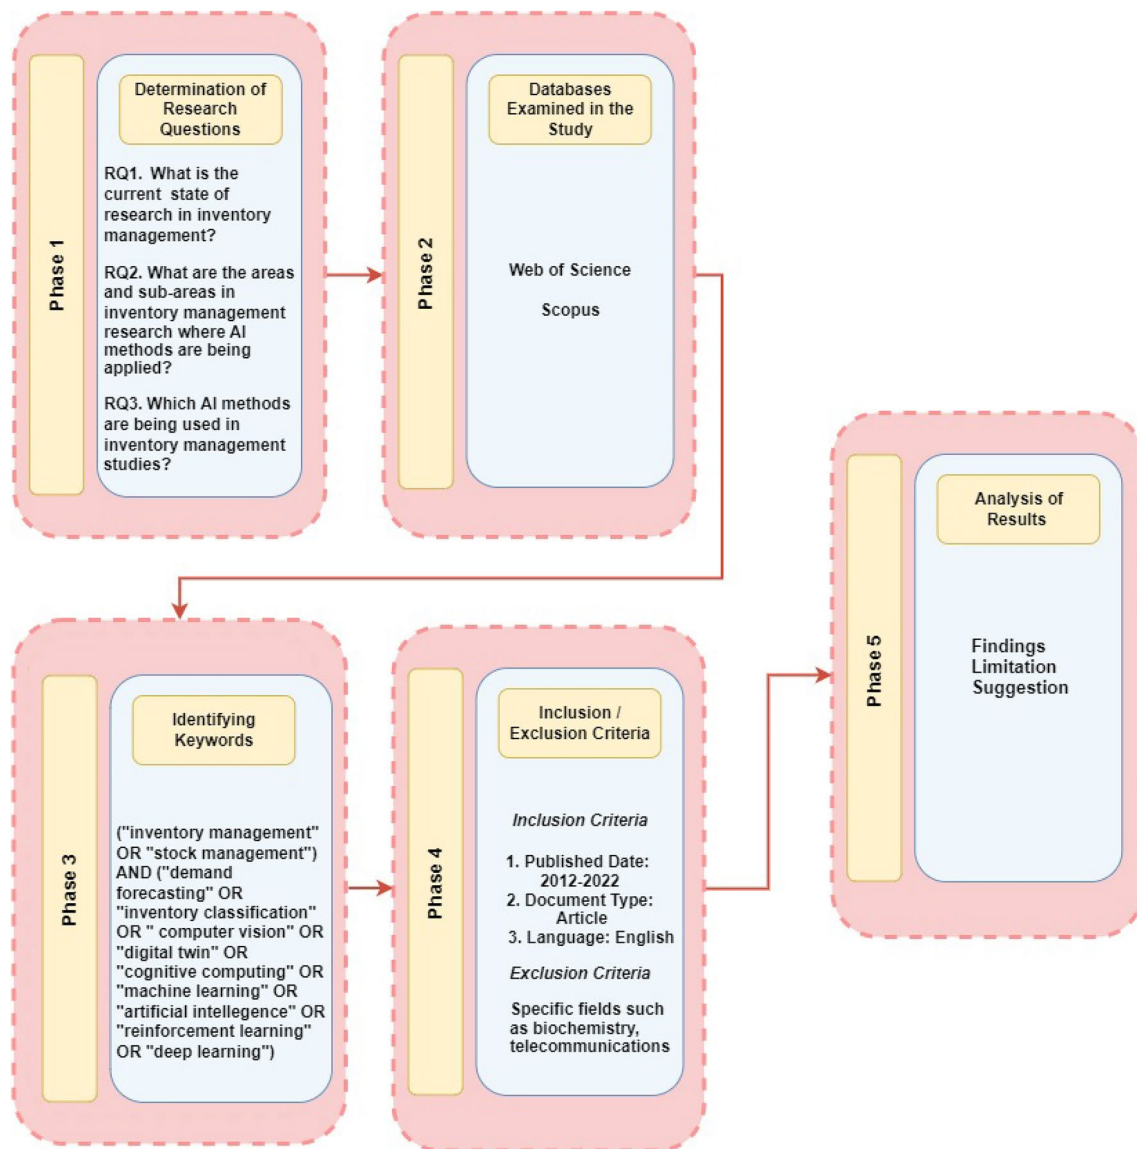 Phase 1
Determination of
Research
Questions
RQ1. What is the
current state of
research in inventory
management?
RQ2. What are the areas
and sub-areas in
inventory management
research where AI
methods are being
applied?
RQ3. Which AI methods
are being used in
inventory management
studies?
Phase 2
Databases
Examined in the
Study
Web of Science
Scopus
Phase 3
Identifying
Keywords
("inventory management"
OR "stock management")
AND ("demand
forecasting" OR
"inventory classification"
OR " computer vision" OR
"digital twin" OR
"cognitive computing" OR
"machine learning" OR
"artificial intellegence" OR
"reinforcement learning"
OR "deep learning")
Phase 4
Inclusion /
Exclusion Criteria
Inclusion Criteria
1. Published Date:
2012-2022
2. Document Type:
Article
3. Language: English
Exclusion Criteria
Specific fields such
as biochemistry,
telecommunications
Phase 5
Analysis of
Results
Findings
Limitation
Suggestion